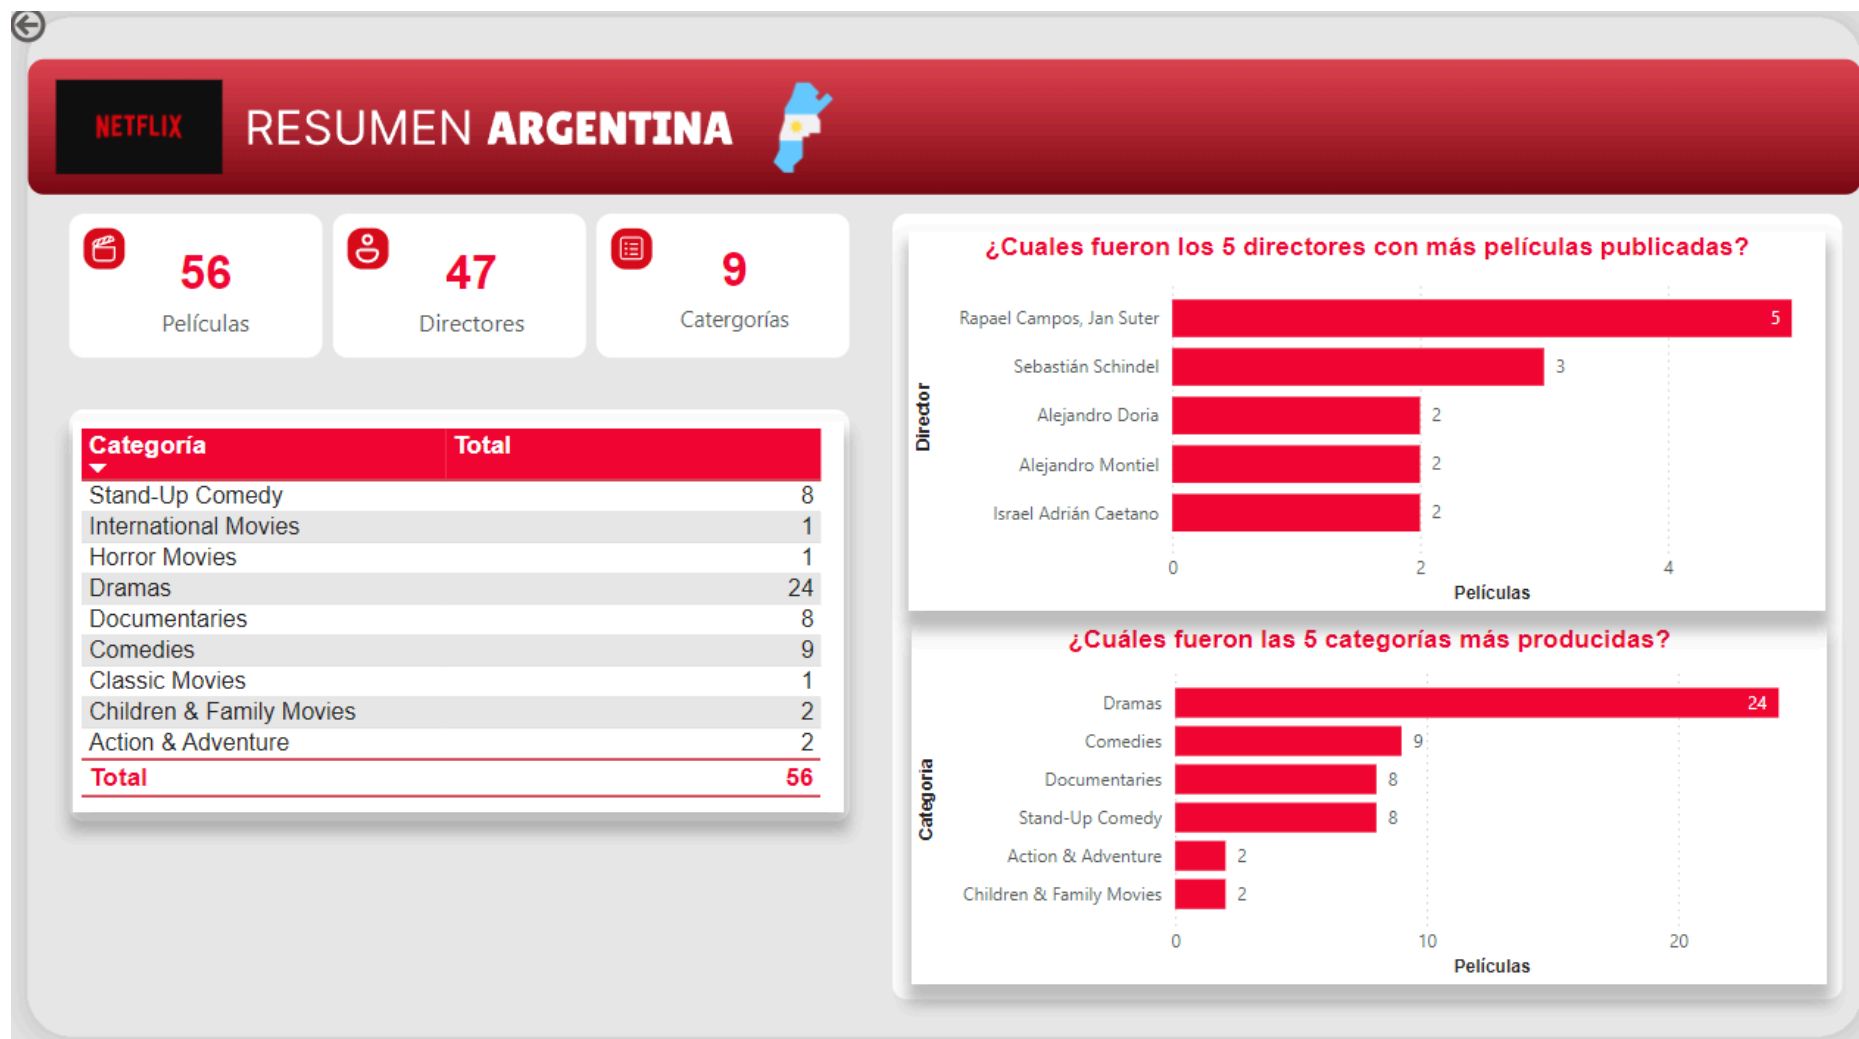 NETFLIX
RESUMEN ARGENTINA
56
Películas
47
Directores
9
Catergorías
Categoría Total
Stand-Up Comedy 8
International Movies 1
Horror Movies 1
Dramas 24
Documentaries 8
Comedies 9
Classic Movies 1
Children & Family Movies 2
Action & Adventure 2
Total 56
¿Cuales fueron los 5 directores con más películas publicadas?
Director
Rapael Campos, Jan Suter 5
Sebastián Schindel 3
Alejandro Doria 2
Alejandro Montiel 2
Israel Adrián Caetano 2
0 2 4
Películas
¿Cuáles fueron las 5 categorías más producidas?
Categoria
Dramas 24
Comedies 9
Documentaries 8
Stand-Up Comedy 8
Action & Adventure 2
Children & Family Movies 2
0 10 20
Películas